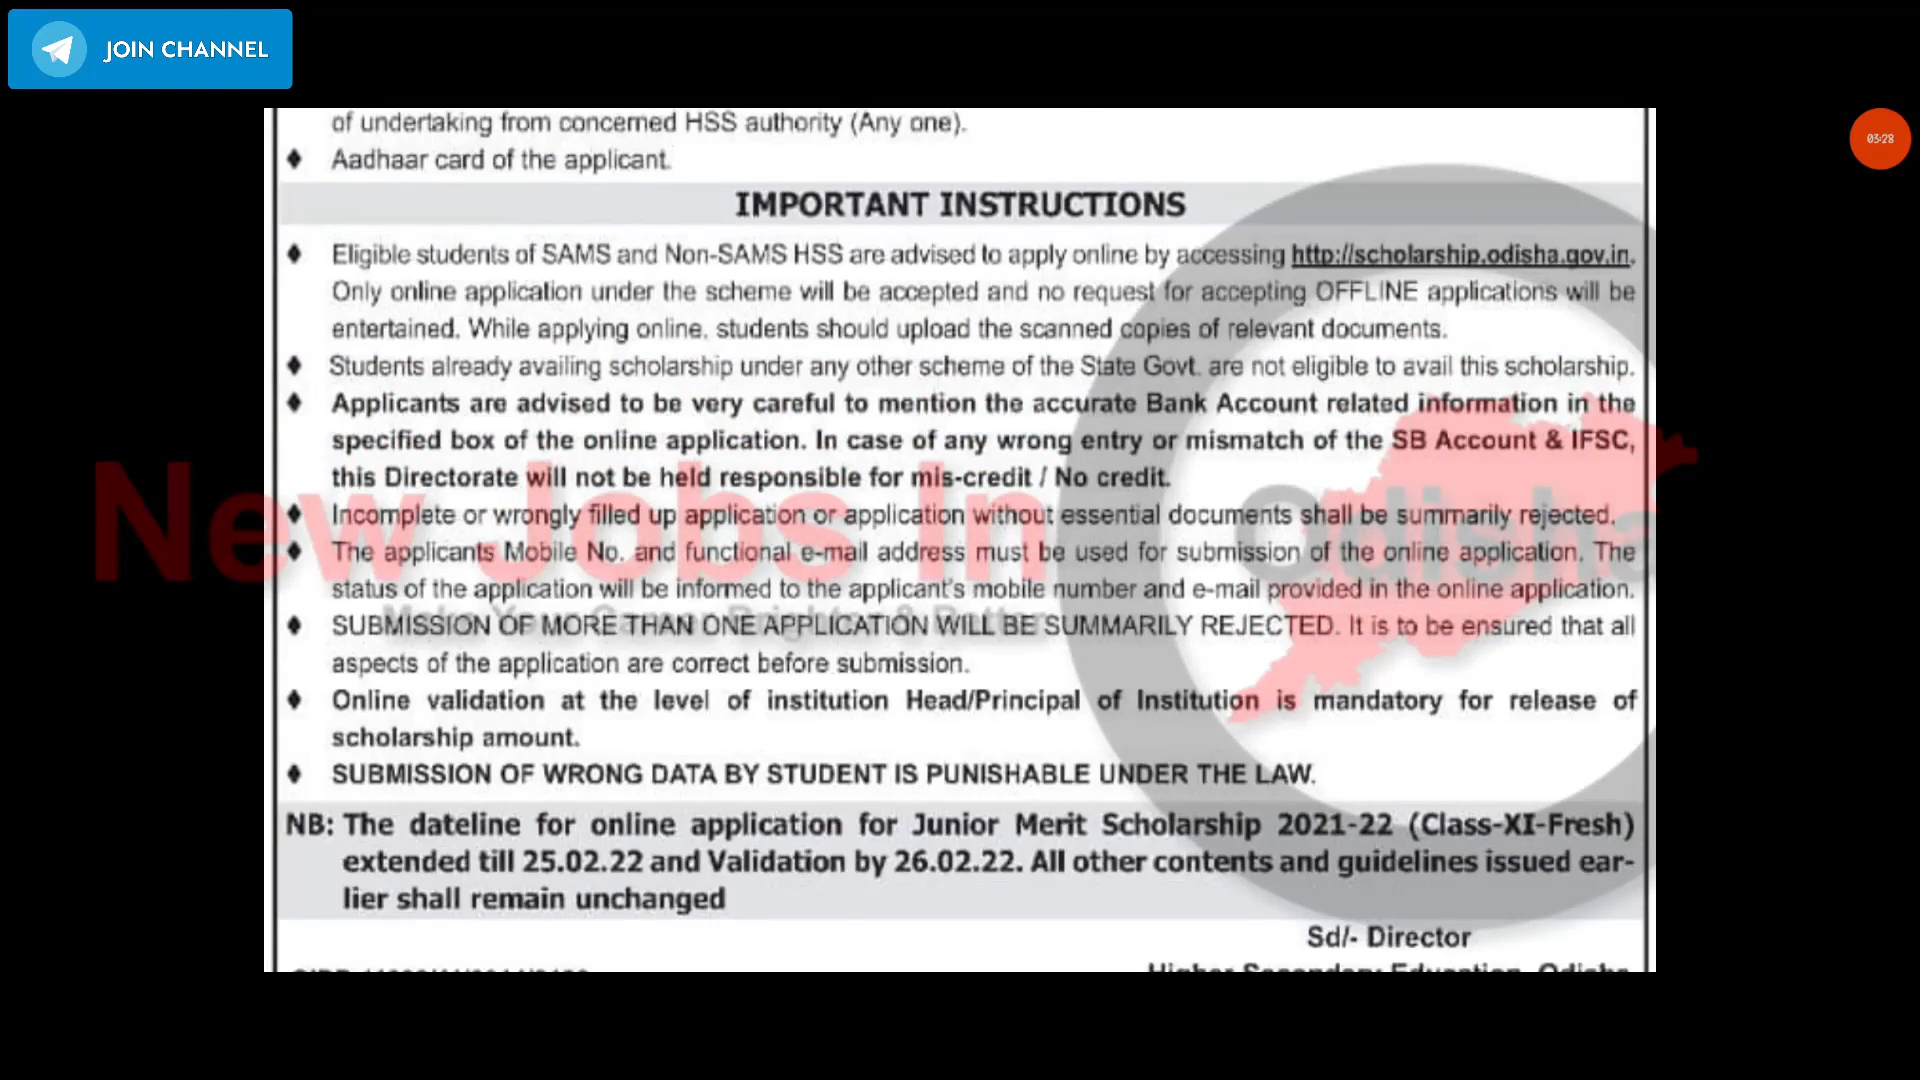 JOIN CHANNEL
03:28
of undertaking from concerned HSS authority (Any one).
♦ Aadhaar card of the applicant.
IMPORTANT INSTRUCTIONS
♦ Eligible students of SAMS and Non-SAMS HSS are advised to apply online by accessing http://scholarship.odisha.gov.in.
Only online application under the scheme will be accepted and no request for accepting OFFLINE applications will be
entertained. While applying online, students should upload the scanned copies of relevant documents.
♦ Students already availing scholarship under any other scheme of the State Govt. are not eligible to avail this scholarship.
♦ Applicants are advised to be very careful to mention the accurate Bank Account related information in the
specified box of the online application. In case of any wrong entry or mismatch of the SB Account & IFSC,
this Directorate will not be held responsible for mis-credit / No credit.
♦ Incomplete or wrongly filled up application or application without essential documents shall be summarily rejected.
♦ The applicants Mobile No. and functional e-mail address must be used for submission of the online application. The
status of the application will be informed to the applicant's mobile number and e-mail provided in the online application.
♦ SUBMISSION OF MORE THAN ONE APPLICATION WILL BE SUMMARILY REJECTED. It is to be ensured that all
aspects of the application are correct before submission.
♦ Online validation at the level of institution Head/Principal of Institution is mandatory for release of
scholarship amount.
♦ SUBMISSION OF WRONG DATA BY STUDENT IS PUNISHABLE UNDER THE LAW.
NB: The dateline for online application for Junior Merit Scholarship 2021-22 (Class-XI-Fresh)
extended till 25.02.22 and Validation by 26.02.22. All other contents and guidelines issued ear-
lier shall remain unchanged
Sd/- Director
Higher Secondary Education, Odisha
New Jobs In Odisha
Make Your Career Brighter & Better